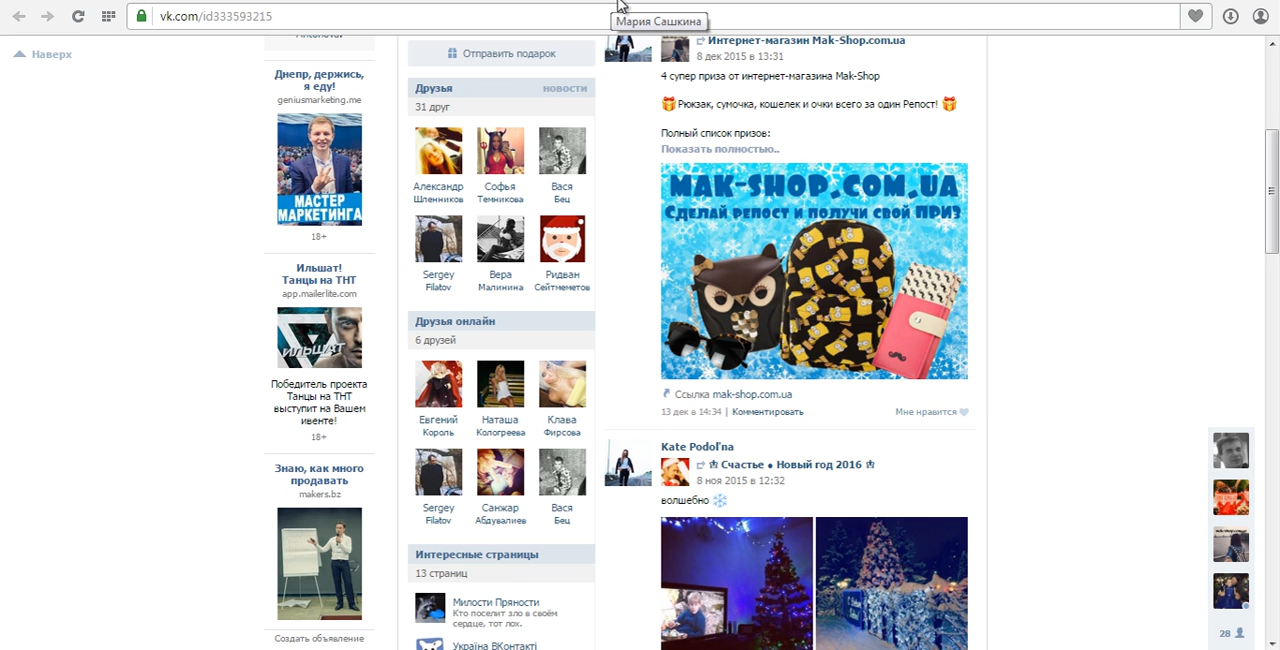 vk.com/id333593215
Мария Сашкина
Наверх
Днепр, держись,
я еду!
geniusmarketing.me
МАСТЕР
МАРКЕТИНГА
18+
Ильшат!
Танцы на ТНТ
app.mailerlite.com
ИЛЬШАТ
Победитель проекта
Танцы на ТНТ
выступит на Вашем
ивенте!
18+
Знаю, как много
продавать
makers.bz
Создать объявление
Отправить подарок
Друзья новости
31 друг
Александр Софья Вася
Шленников Темникова Бец
Sergey Вера Ридван
Filatov Малинина Сейтмеметов
Друзья онлайн
6 друзей
Евгений Наташа Клава
Король Кологреева Фирсова
Sergey Санжар Вася
Filatov Абдувалиев Бец
Интересные страницы
13 страниц
Милости Пряности
Кто поселит зло в своём
сердце, тот лох.
Україна ВКонтакті
Интернет-магазин Mak-Shop.com.ua
8 дек 2015 в 13:31
4 супер приза от интернет-магазина Mak-Shop
Рюкзак, сумочка, кошелек и очки всего за один Репост!
Полный список призов:
Показать полностью..
MAK-SHOP.COM.UA
СДЕЛАЙ РЕПОСТ И ПОЛУЧИ СВОЙ ПРИЗ
Ссылка mak-shop.com.ua
13 дек в 14:34 | Комментировать Мне нравится
Kate Podol'na
Счастье ● Новый год 2016
8 ноя 2015 в 12:32
волшебно
28